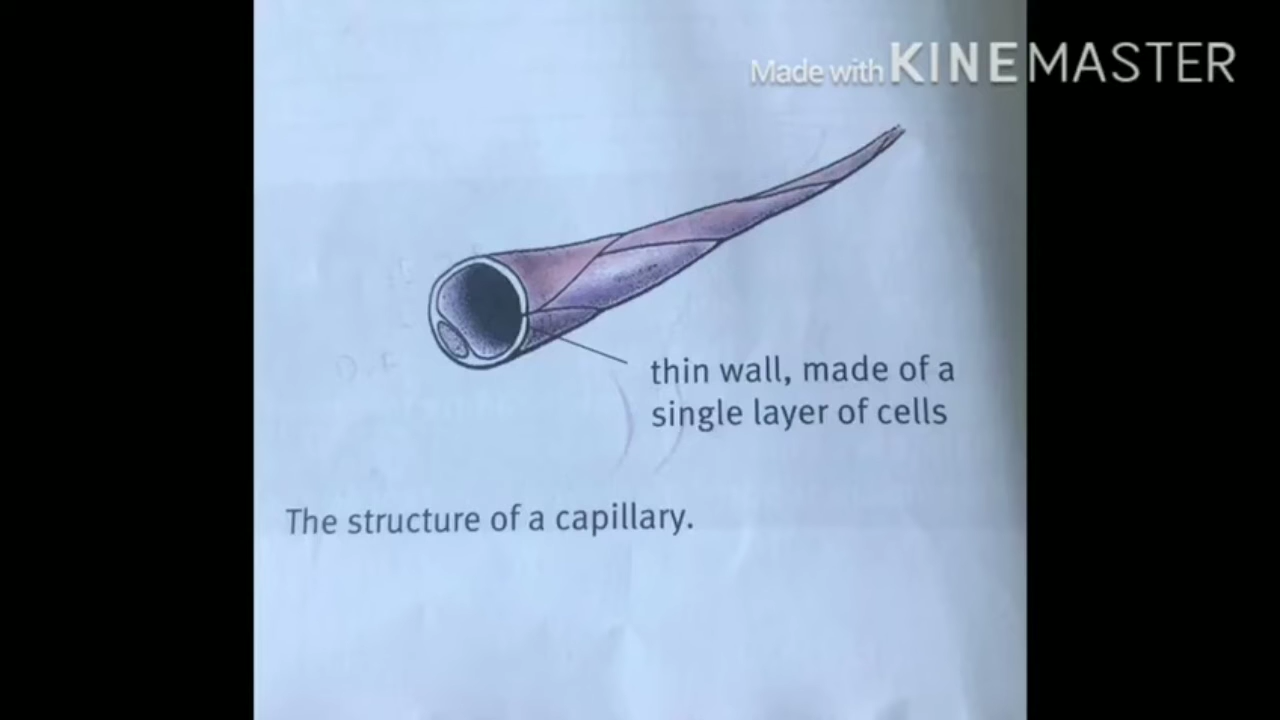 Made with KINEMASTER
thin wall, made of a
single layer of cells
The structure of a capillary.